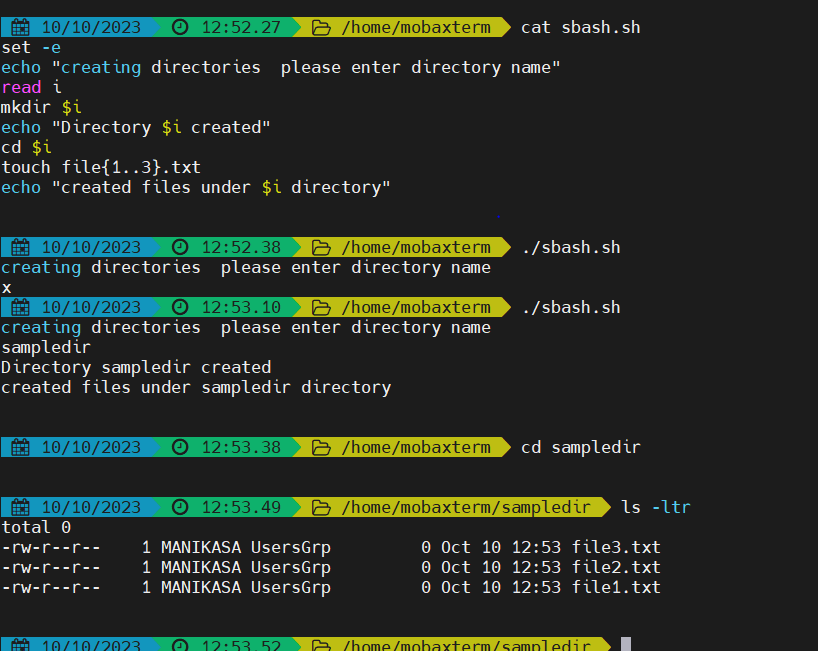 10/10/2023 12:52.27 /home/mobaxterm cat sbash.sh
set -e
echo "creating directories  please enter directory name"
read i
mkdir $i
echo "Directory $i created"
cd $i
touch file{1..3}.txt
echo "created files under $i directory"
10/10/2023 12:52.38 /home/mobaxterm ./sbash.sh
creating directories  please enter directory name
x
10/10/2023 12:53.10 /home/mobaxterm ./sbash.sh
creating directories  please enter directory name
sampledir
Directory sampledir created
created files under sampledir directory
10/10/2023 12:53.38 /home/mobaxterm cd sampledir
10/10/2023 12:53.49 /home/mobaxterm/sampledir ls -ltr
total 0
-rw-r--r--    1 MANIKASA UsersGrp         0 Oct 10 12:53 file3.txt
-rw-r--r--    1 MANIKASA UsersGrp         0 Oct 10 12:53 file2.txt
-rw-r--r--    1 MANIKASA UsersGrp         0 Oct 10 12:53 file1.txt
10/10/2023 12:53.52 /home/mobaxterm/sampledir